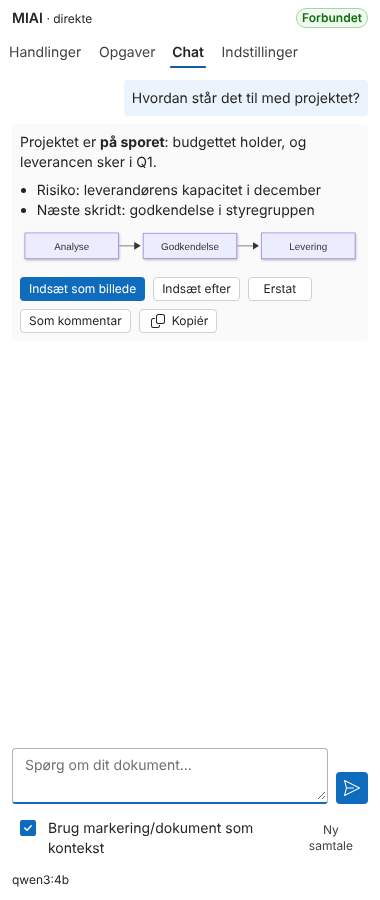 MIAI · direkte
Forbundet
Handlinger Opgaver Chat Indstillinger
Hvordan står det til med projektet?
Projektet er på sporet: budgettet holder, og
leverancen sker i Q1.
• Risiko: leverandørens kapacitet i december
• Næste skridt: godkendelse i styregruppen
Analyse Godkendelse Levering
Indsæt som billede Indsæt efter Erstat
Som kommentar Kopiér
Spørg om dit dokument...
Brug markering/dokument som
kontekst
Ny
samtale
qwen3:4b